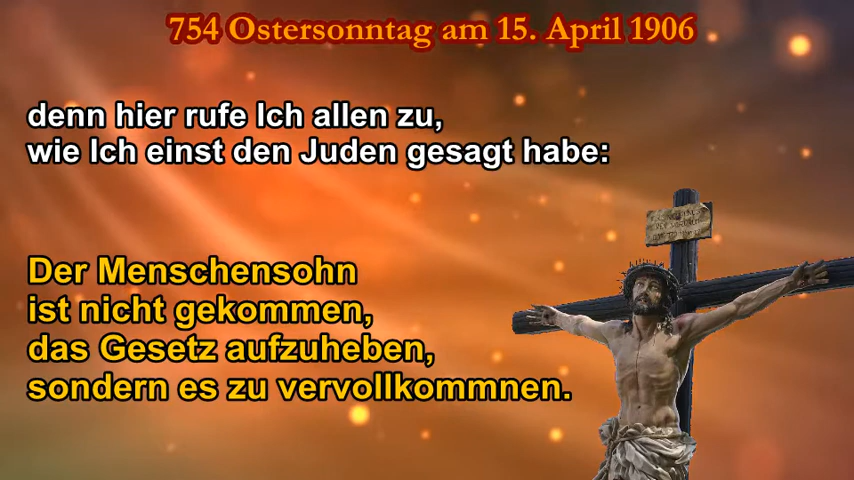 754 Ostersonntag am 15. April 1906
denn hier rufe Ich allen zu,
wie Ich einst den Juden gesagt habe:
Der Menschensohn
ist nicht gekommen,
das Gesetz aufzuheben,
sondern es zu vervollkommnen.